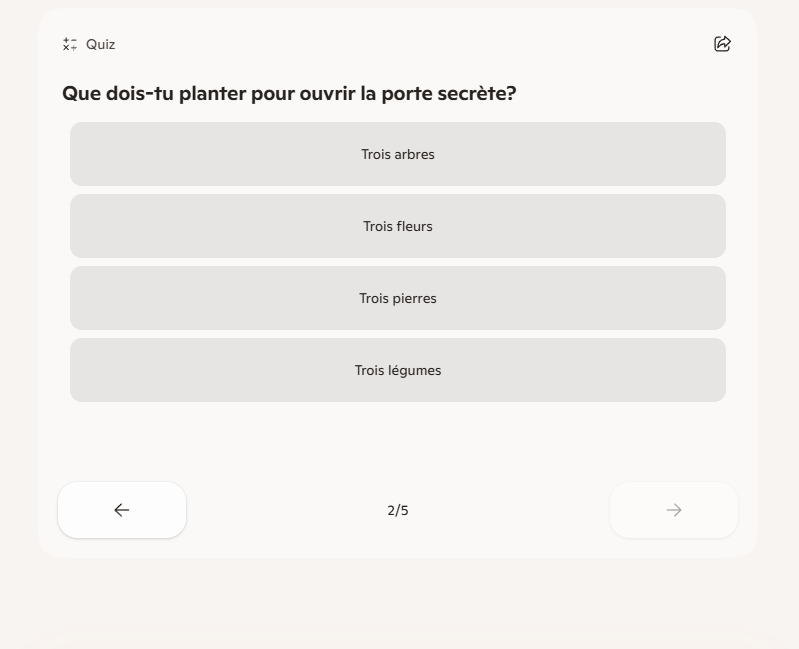 Quiz
Que dois-tu planter pour ouvrir la porte secrète?
Trois arbres
Trois fleurs
Trois pierres
Trois légumes
2/5